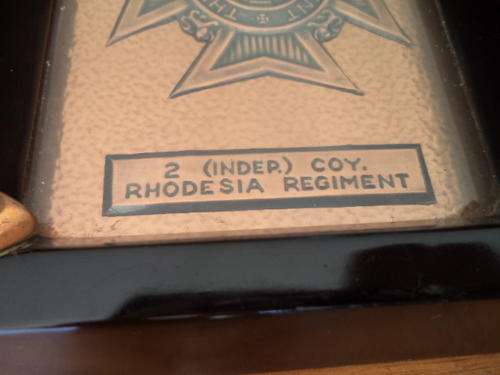 2 (INDEP.) COY.
RHODESIA REGIMENT